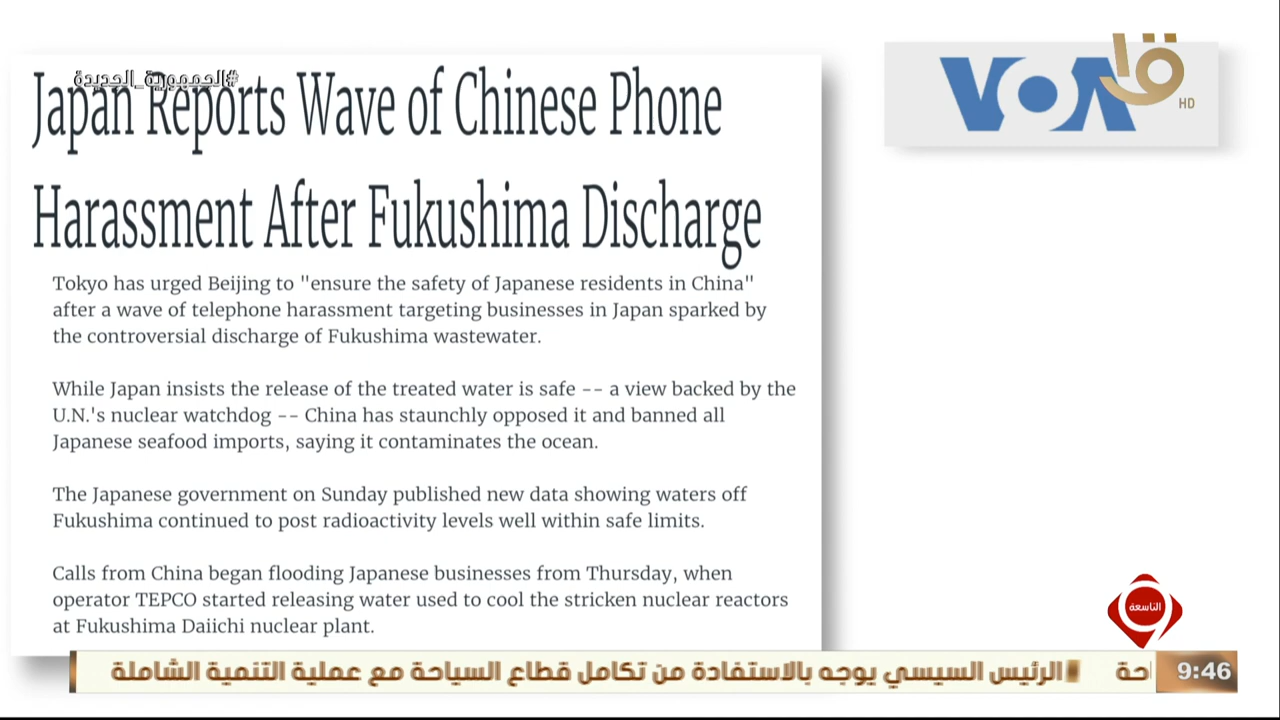 #الجمهورية_الجديدة
Japan Reports Wave of Chinese Phone
Harassment After Fukushima Discharge
VOA
HD
Tokyo has urged Beijing to "ensure the safety of Japanese residents in China"
after a wave of telephone harassment targeting businesses in Japan sparked by
the controversial discharge of Fukushima wastewater.
While Japan insists the release of the treated water is safe -- a view backed by the
U.N.'s nuclear watchdog -- China has staunchly opposed it and banned all
Japanese seafood imports, saying it contaminates the ocean.
The Japanese government on Sunday published new data showing waters off
Fukushima continued to post radioactivity levels well within safe limits.
Calls from China began flooding Japanese businesses from Thursday, when
operator TEPCO started releasing water used to cool the stricken nuclear reactors
at Fukushima Daiichi nuclear plant.
التاسعة
الرئيس السيسي يوجه بالاستفادة من تكامل قطاع السياحة مع عملية التنمية الشاملة
9:46